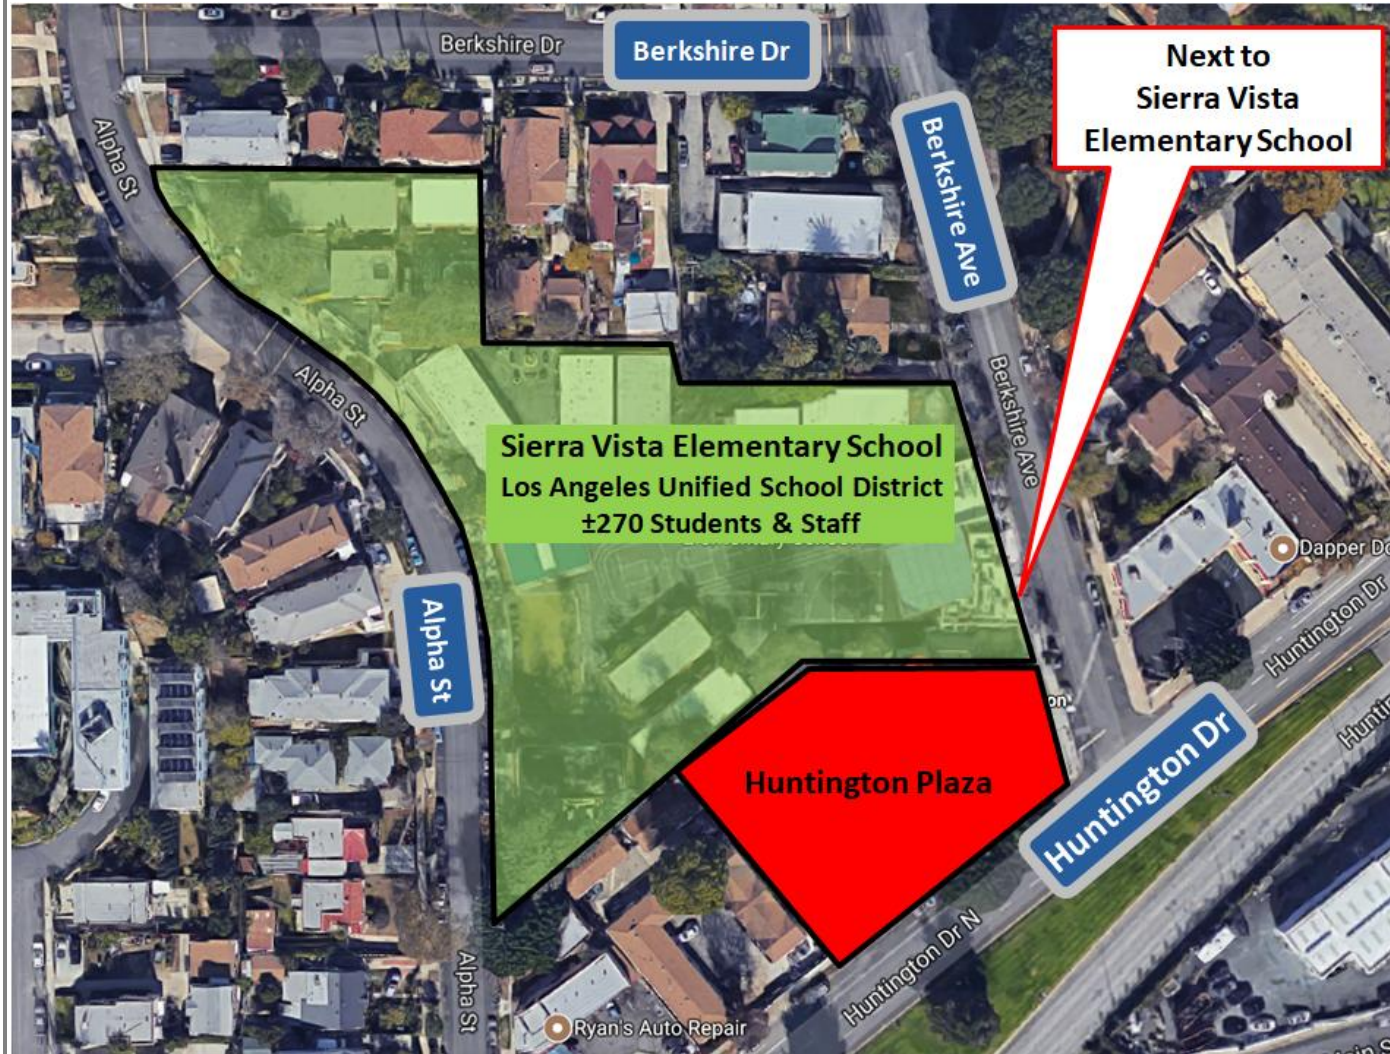 Berkshire Dr
Berkshire Dr
Next to
Sierra Vista
Elementary School
Alpha St
Berkshire Ave
Alpha St
Berkshire Ave
Sierra Vista Elementary School
Los Angeles Unified School District
±270 Students & Staff
Dapper Do
Huntington Dr
Alpha St
on
Huntin
Huntington Plaza
Huntington Dr
Huntington Dr N
Alpha St
Ryan's Auto Repair